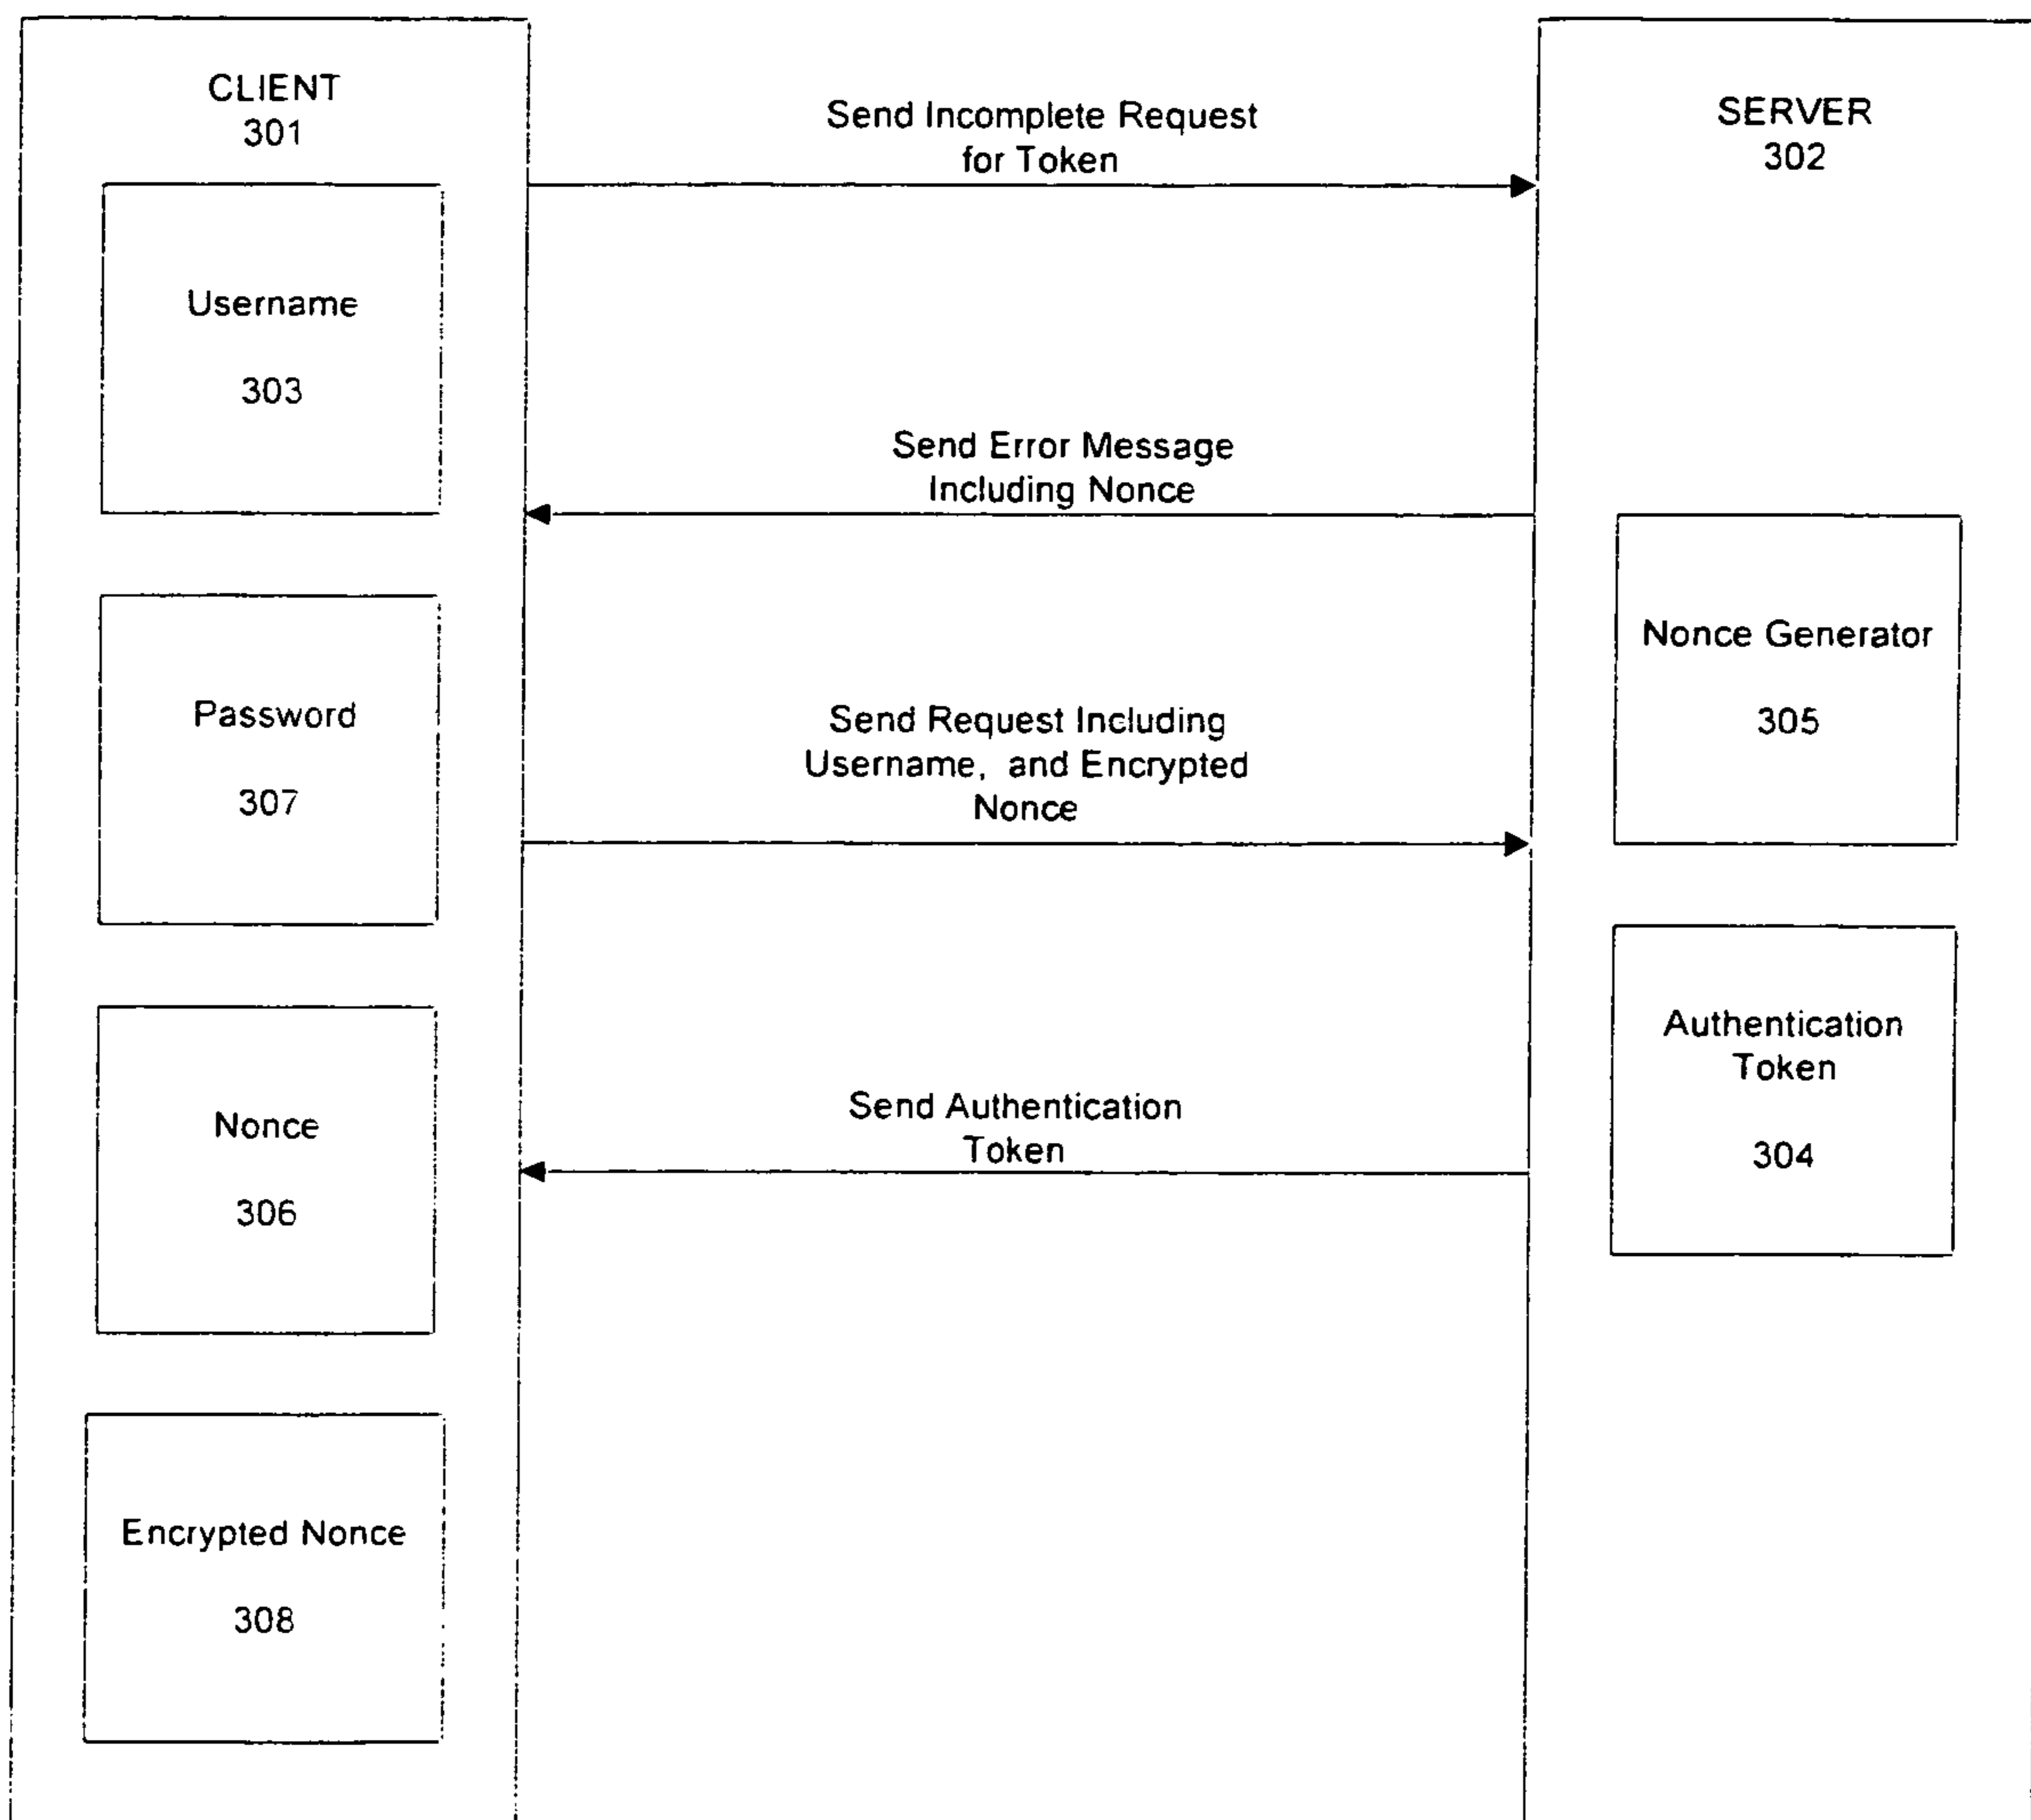 CLIENT
301
Send Incomplete Request
for Token
SERVER
302
Username
303
Send Error Message
Including Nonce
Nonce Generator
305
Password
307
Send Request Including
Username, and Encrypted
Nonce
Authentication
Token
304
Nonce
306
Send Authentication
Token
Encrypted Nonce
308